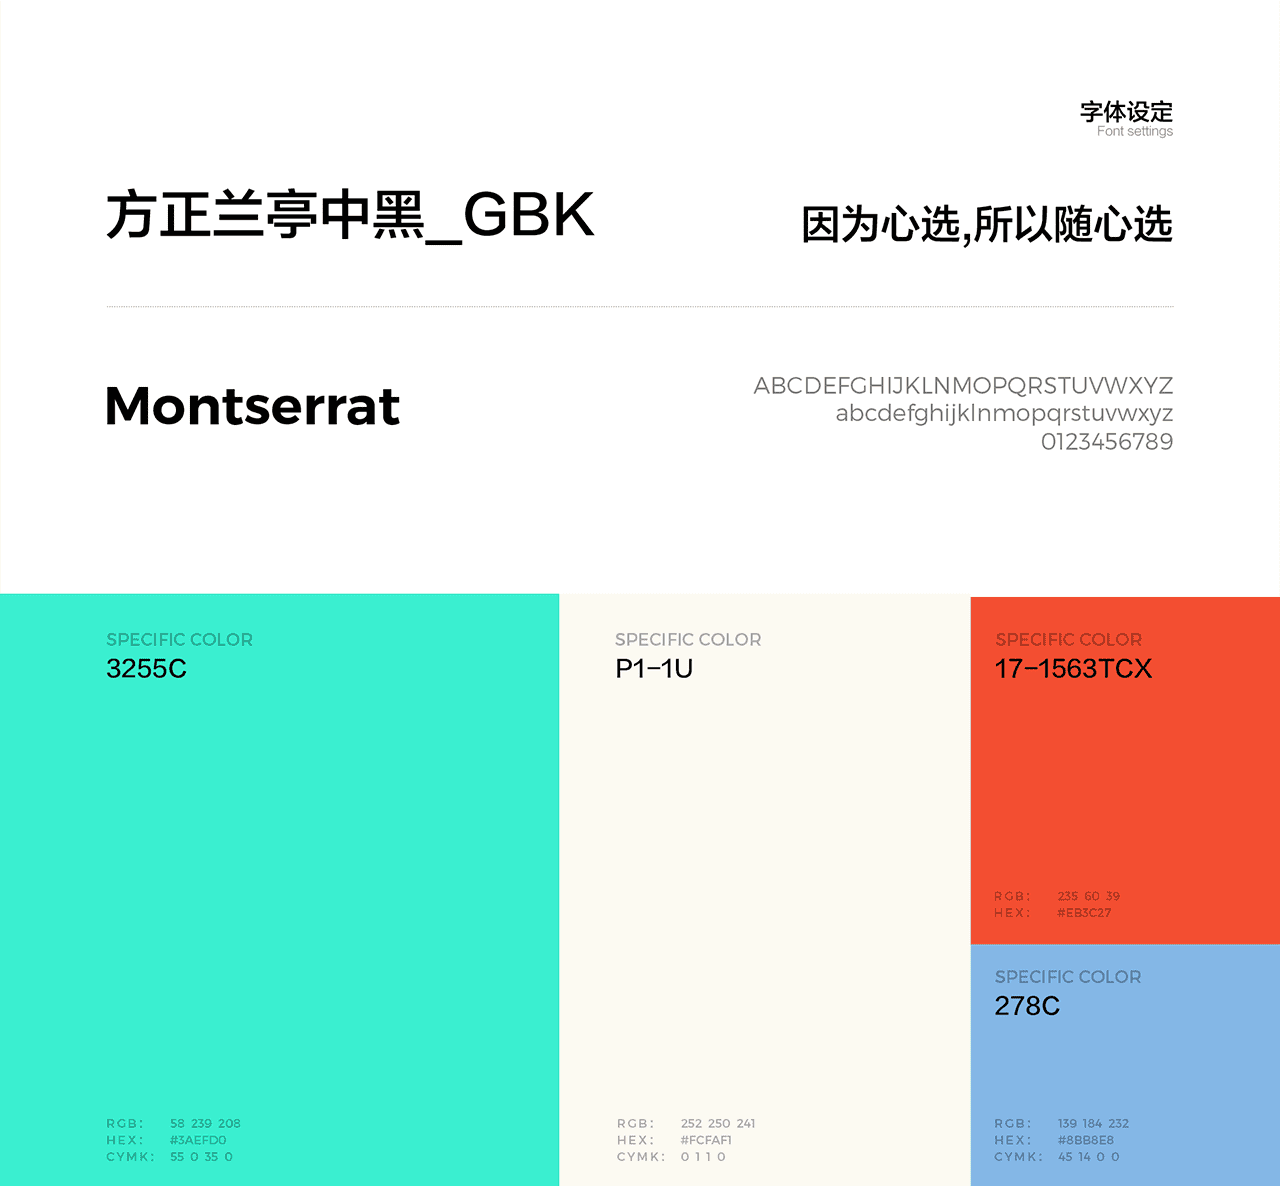 字体设定
Font settings
方正兰亭中黑_GBK
因为心选,所以随心选
Montserrat
ABCDEFGHIJKLNMOPQRSTUVWXYZ
abcdefghijklnmopqrstuvwxyz
0123456789
SPECIFIC COLOR
3255C
RGB: 58 239 208
HEX: #3AEFD0
CYMK: 55 0 35 0
SPECIFIC COLOR
P1-1U
RGB: 252 250 241
HEX: #FCFAF1
CYMK: 0 1 1 0
SPECIFIC COLOR
17-1563TCX
RGB: 235 60 39
HEX: #EB3C27
SPECIFIC COLOR
278C
RGB: 139 184 232
HEX: #8BB8E8
CYMK: 45 14 0 0